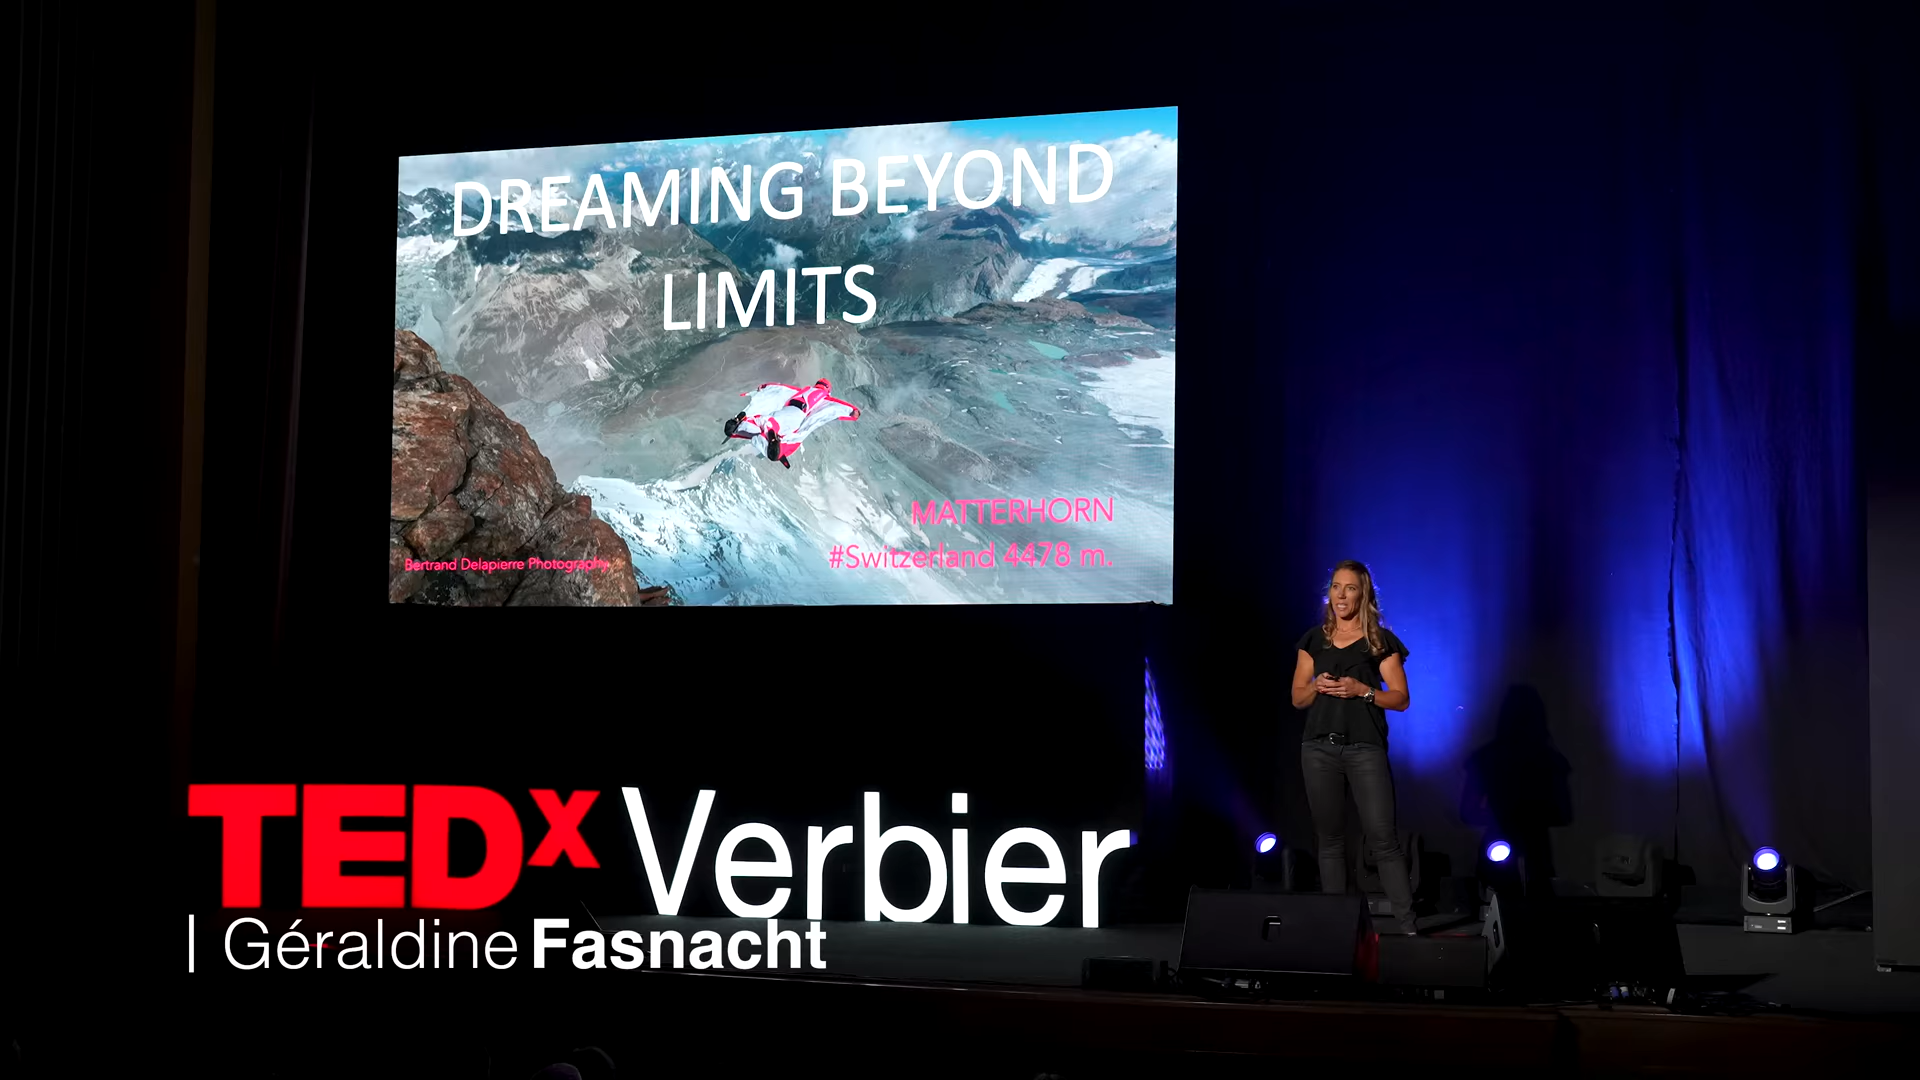 DREAMING BEYOND
LIMITS
MATTERHORN
#Switzerland 4478 m.
Bertrand Delapierre Photography
TEDx Verbier
| Géraldine Fasnacht